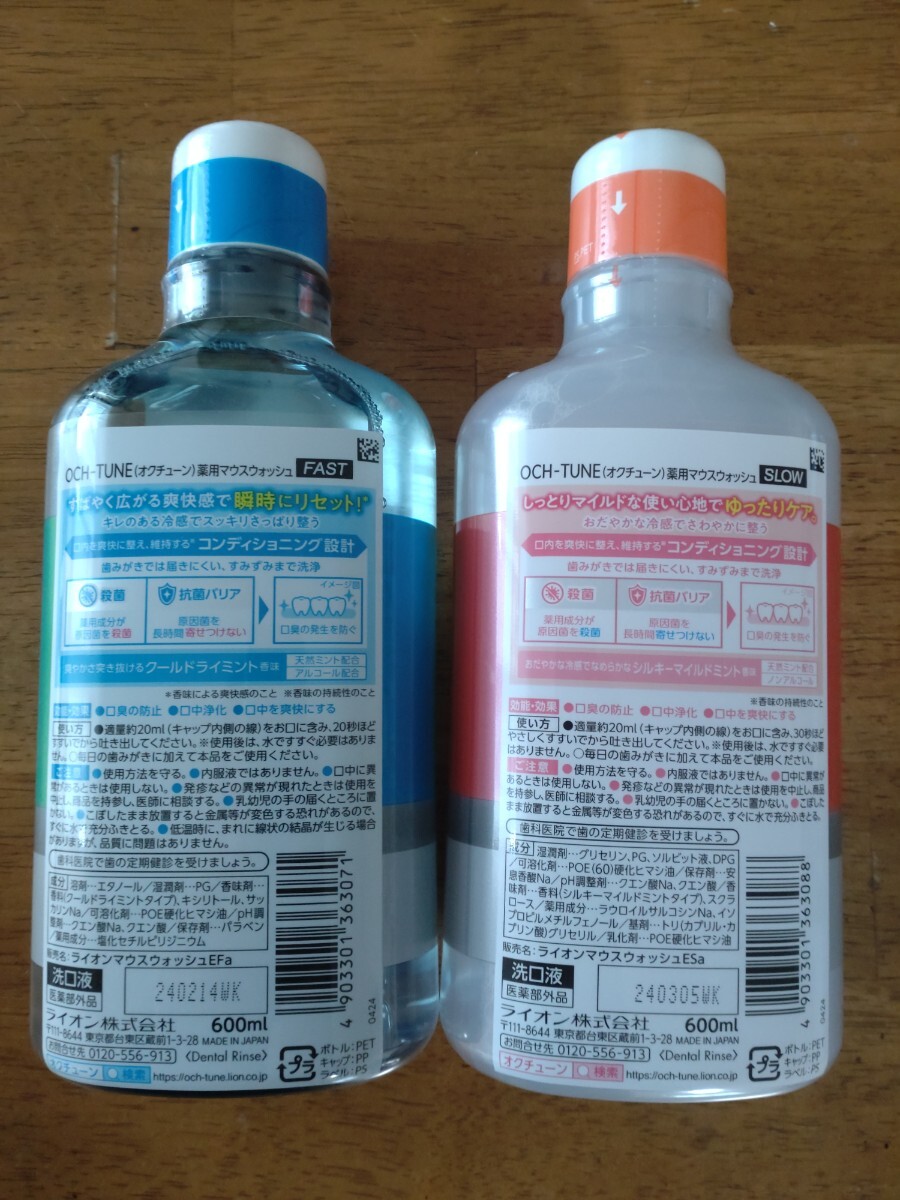 OCH-TUNE(オクチューン)薬用マウスウォッシュ FAST
すばやく広がる爽快感で瞬時にリセット!*
キレのある冷感でスッキリさっぱり整う
口内を爽快に整え、維持する※コンディショニング設計
歯みがきでは届きにくい、すみずみまで洗浄
殺菌
薬用成分が
原因菌を殺菌
抗菌バリア
原因菌を
長時間寄せつけない
イメージ図
口臭の発生を防ぐ
爽やかさ突き抜けるクールドライミント香味
天然ミント配合
アルコール配合
*香味による爽快感のこと ※香味の持続性のこと
効能・効果 ●口臭の防止 ●口中浄化 ●口中を爽快にする
使い方 ●適量約20ml(キャップ内側の線)をお口に含み、20秒ほど
すすいでから吐き出してください。※使用後は、水ですすぐ必要はありま
せん。○毎日の歯みがきに加えて本品をご使用ください。
ご注意 ●使用方法を守る。●内服液ではありません。●口中に異
常があるときは使用しない。●発疹などの異常が現れたときは使用を
中止し、商品を持参し、医師に相談する。●乳幼児の手の届くところに置
かない。●こぼしたまま放置すると金属等が変色する恐れがあるので、
すぐに水で充分ふきとる。●低温時に、まれに線状の結晶が生じる場合
がありますが、品質に問題はありません。
歯科医院で歯の定期健診を受けましょう。
成分 溶剤…エタノール/湿潤剤…PG/香味剤…
香料(クールドライミントタイプ)、キシリトール、サッ
カリンNa/可溶化剤…POE硬化ヒマシ油/pH調
整剤…クエン酸Na、クエン酸/保存剤…パラベン
/薬用成分…塩化セチルピリジニウム
販売名:ライオンマウスウォッシュEFa
洗口液
医薬部外品
240214WK
4 903301 363071
0424
ライオン株式会社 600ml
〒111-8644 東京都台東区蔵前1-3-28 MADE IN JAPAN
お問合せ先 0120-556-913 〈Dental Rinse〉
オクチューン 検索 https://och-tune.lion.co.jp
プラ
ボトル:PET
キャップ:PP
ラベル:PS
OCH-TUNE(オクチューン)薬用マウスウォッシュ SLOW
しっとりマイルドな使い心地でゆったりケア。
おだやかな冷感でさわやかに整う
口内を爽快に整え、維持する※コンディショニング設計
歯みがきでは届きにくい、すみずみまで洗浄
殺菌
薬用成分が
原因菌を殺菌
抗菌バリア
原因菌を
長時間寄せつけない
イメージ図
口臭の発生を防ぐ
おだやかな冷感でなめらかなシルキーマイルドミント香味
天然ミント配合
ノンアルコール
※香味の持続性のこと
効能・効果 ●口臭の防止 ●口中浄化 ●口中を爽快にする
使い方 ●適量約20ml(キャップ内側の線)をお口に含み、30秒ほど
やさしくすすいでから吐き出してください。※使用後は、水ですすぐ必要
はありません。○毎日の歯みがきに加えて本品をご使用ください。
ご注意 ●使用方法を守る。●内服液ではありません。●口中に異常が
あるときは使用しない。●発疹などの異常が現れたときは使用を中止し、商品
を持参し、医師に相談する。●乳幼児の手の届くところに置かない。●こぼした
まま放置すると金属等が変色する恐れがあるので、すぐに水で充分ふきとる。
歯科医院で歯の定期健診を受けましょう。
成分 湿潤剤…グリセリン、PG、ソルビット液、DPG
/可溶化剤…POE(60)硬化ヒマシ油/保存剤…安
息香酸Na/pH調整剤…クエン酸Na、クエン酸/香
味剤…香料(シルキーマイルドミントタイプ)、スクラ
ロース/薬用成分…ラウロイルサルコシンNa、イソ
プロピルメチルフェノール/基剤…トリ(カプリル・カ
プリン酸)グリセリル/乳化剤…POE硬化ヒマシ油
販売名:ライオンマウスウォッシュESa
洗口液
医薬部外品
240305WK
4 903301 363088
0424
ライオン株式会社 600ml
〒111-8644 東京都台東区蔵前1-3-28 MADE IN JAPAN
お問合せ先 0120-556-913 〈Dental Rinse〉
オクチューン 検索 https://och-tune.lion.co.jp
プラ
ボトル:PET
キャップ:PP
ラベル:PS